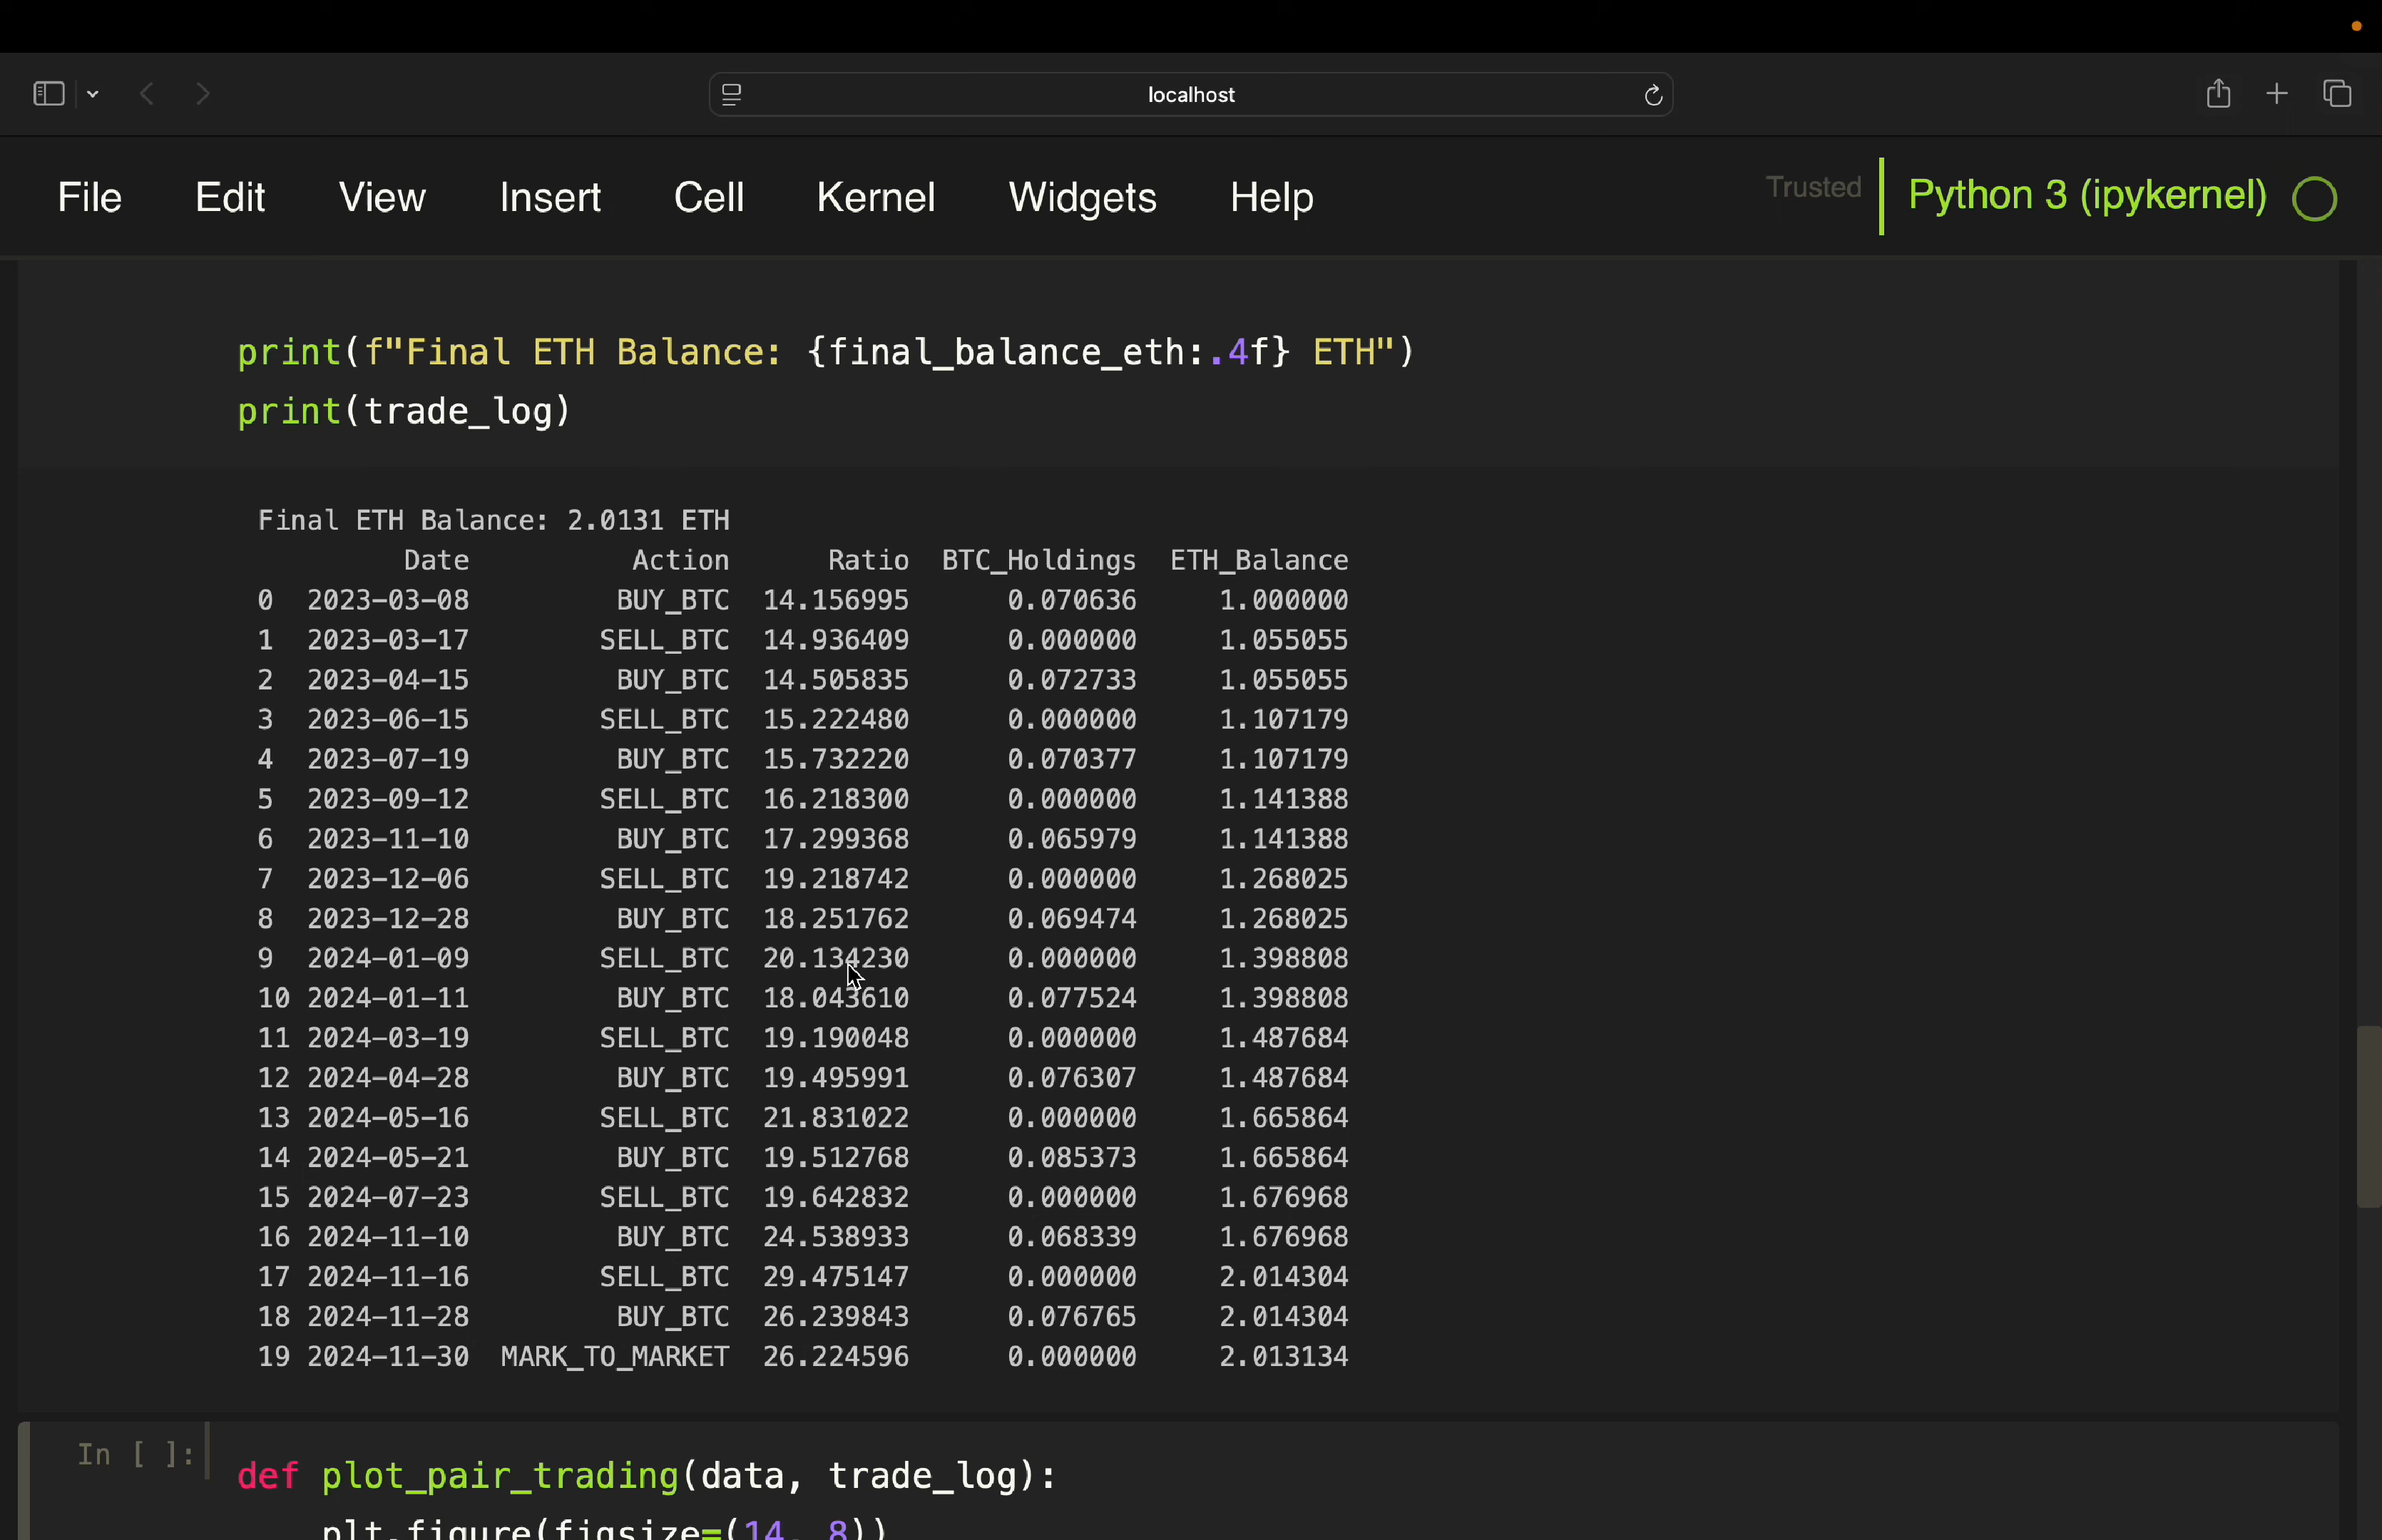 localhost
File Edit View Insert Cell Kernel Widgets Help Trusted Python 3 (ipykernel)
print(f"Final ETH Balance: {final_balance_eth:.4f} ETH")
print(trade_log)
Final ETH Balance: 2.0131 ETH
Date Action Ratio BTC_Holdings ETH_Balance
0 2023-03-08 BUY_BTC 14.156995 0.070636 1.000000
1 2023-03-17 SELL_BTC 14.936409 0.000000 1.055055
2 2023-04-15 BUY_BTC 14.505835 0.072733 1.055055
3 2023-06-15 SELL_BTC 15.222480 0.000000 1.107179
4 2023-07-19 BUY_BTC 15.732220 0.070377 1.107179
5 2023-09-12 SELL_BTC 16.218300 0.000000 1.141388
6 2023-11-10 BUY_BTC 17.299368 0.065979 1.141388
7 2023-12-06 SELL_BTC 19.218742 0.000000 1.268025
8 2023-12-28 BUY_BTC 18.251762 0.069474 1.268025
9 2024-01-09 SELL_BTC 20.134230 0.000000 1.398808
10 2024-01-11 BUY_BTC 18.043610 0.077524 1.398808
11 2024-03-19 SELL_BTC 19.190048 0.000000 1.487684
12 2024-04-28 BUY_BTC 19.495991 0.076307 1.487684
13 2024-05-16 SELL_BTC 21.831022 0.000000 1.665864
14 2024-05-21 BUY_BTC 19.512768 0.085373 1.665864
15 2024-07-23 SELL_BTC 19.642832 0.000000 1.676968
16 2024-11-10 BUY_BTC 24.538933 0.068339 1.676968
17 2024-11-16 SELL_BTC 29.475147 0.000000 2.014304
18 2024-11-28 BUY_BTC 26.239843 0.076765 2.014304
19 2024-11-30 MARK_TO_MARKET 26.224596 0.000000 2.013134
In [ ]: def plot_pair_trading(data, trade_log):
plt.figure(figsize=(14, 8))